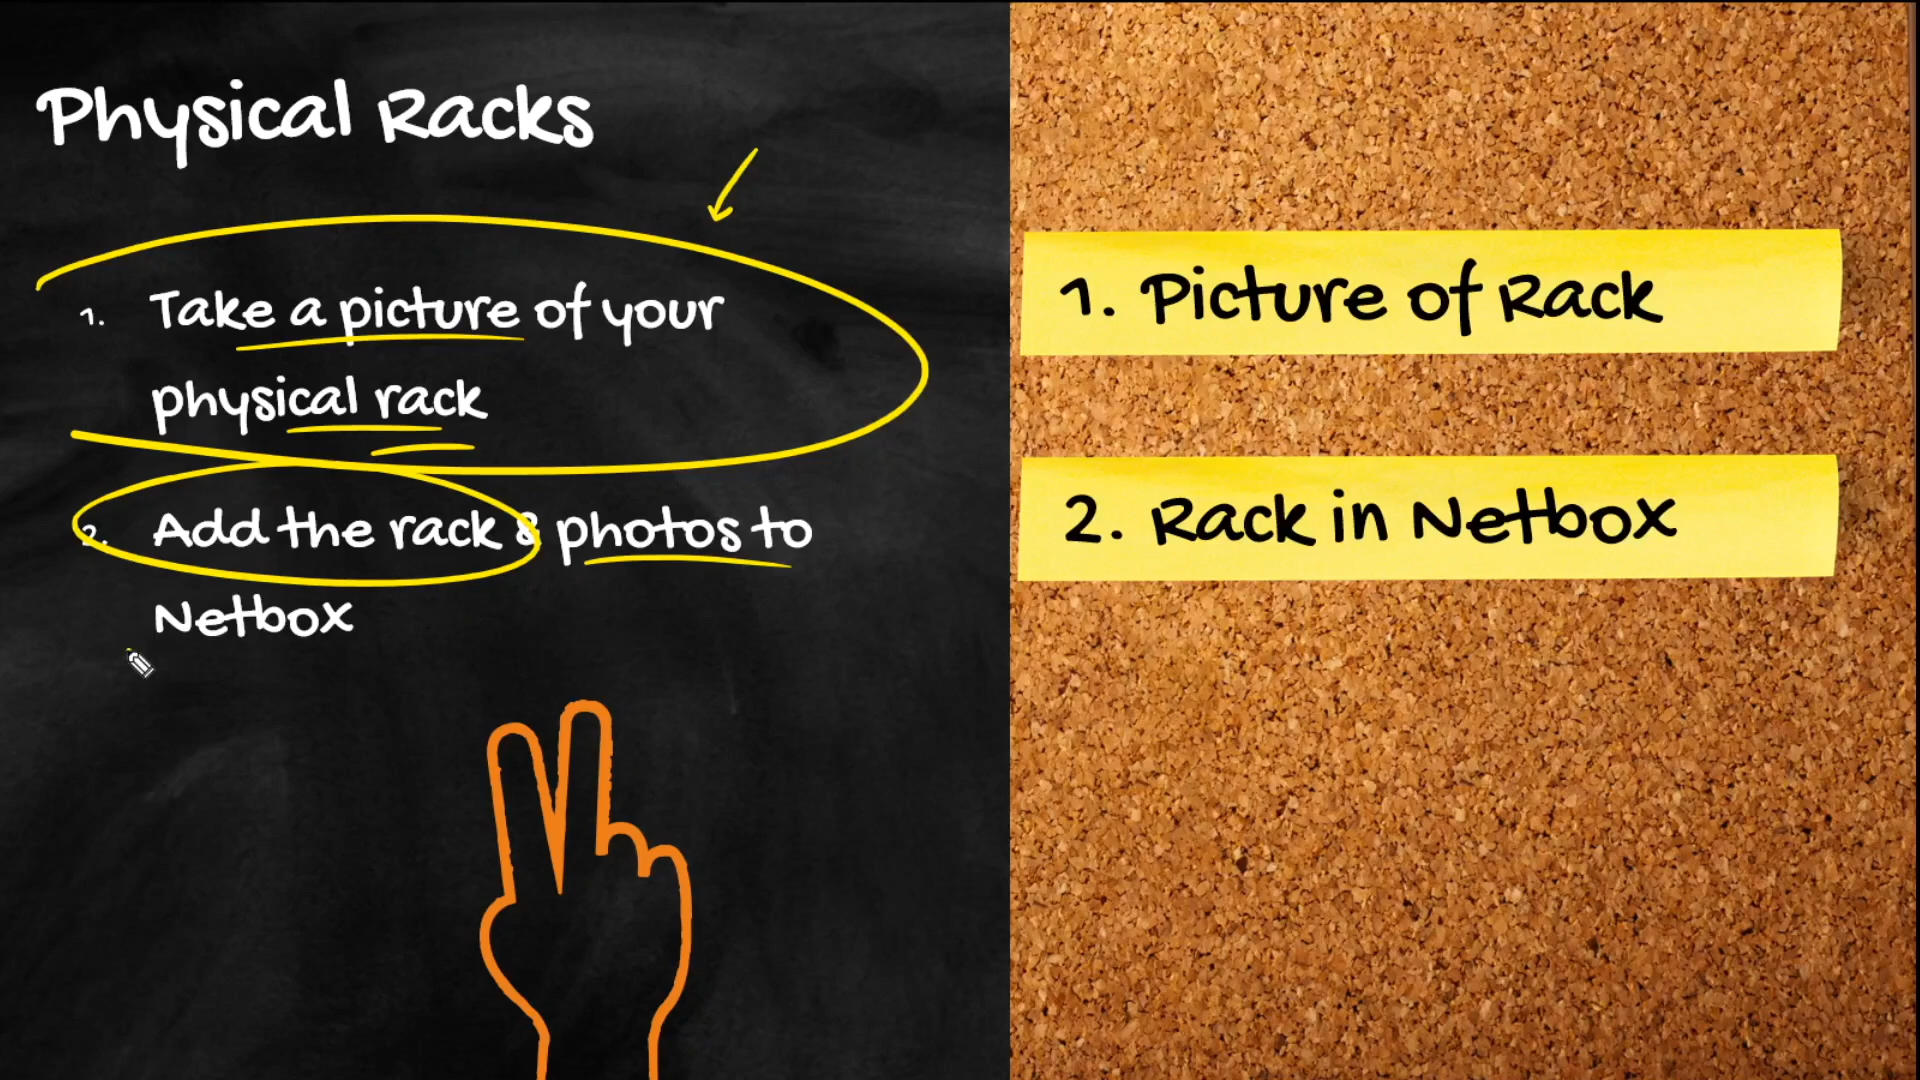 Physical Racks
1. Take a picture of your
physical rack
2. Add the rack & photos to
Netbox
1. Picture of Rack
2. Rack in Netbox